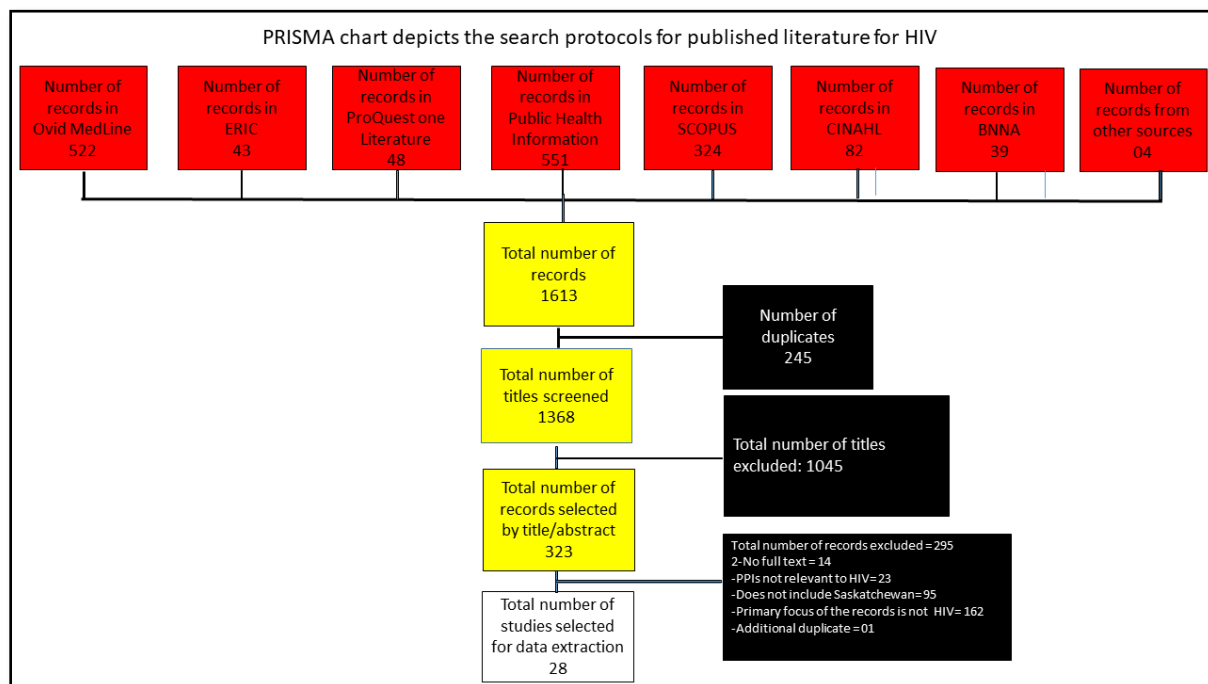 PRISMA chart depicts the search protocols for published literature for HIV
Number of
records in
Ovid MedLine
522
Number of
records in
ERIC
43
Number of
records in
ProQuest one
Literature
48
Number of
records in
Public Health
Information
551
Number of
records in
SCOPUS
324
Number of
records in
CINAHL
82
Number of
records in
BNNA
39
Number of
records from
other sources
04
Total number of
records
1613
Number of
duplicates
245
Total number of
titles screened
1368
Total number of titles
excluded: 1045
Total number of
records selected
by title/abstract
323
Total number of records excluded =295
2-No full text = 14
-PPIs not relevant to HIV= 23
-Does not include Saskatchewan= 95
-Primary focus of the records is not HIV= 162
-Additional duplicate =01
Total number of
studies selected
for data extraction
28